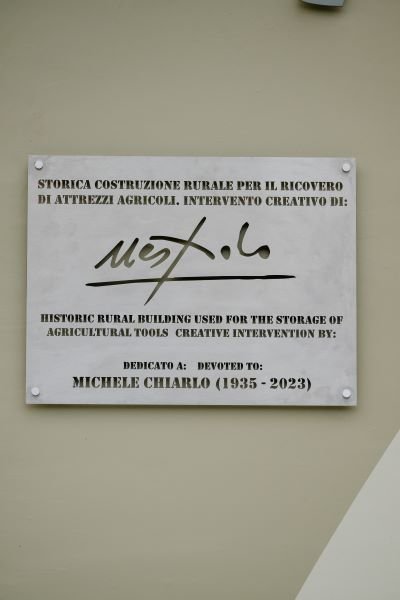 STORICA COSTRUZIONE RURALE PER IL RICOVERO
DI ATTREZZI AGRICOLI. INTERVENTO CREATIVO DI:
HISTORIC RURAL BUILDING USED FOR THE STORAGE OF
AGRICULTURAL TOOLS CREATIVE INTERVENTION BY:
DEDICATO A: DEVOTED TO:
MICHELE CHIARLO (1935 - 2023)